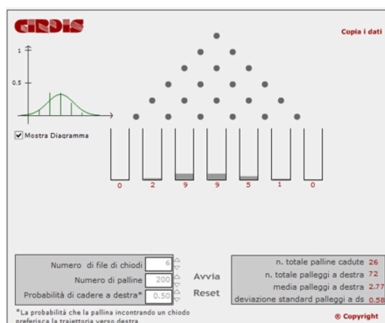 GIRDIS
Copia i dati
1
0.5
Mostra Diagramma
0 2 9 9 5 1 0
Numero di file di chiodi 6
Numero di palline 200
Probabilità di cadere a destra* 0.50
Avvia
Reset
n. totale palline cadute 26
n. totale palleggi a destra 72
media palleggi a destra 2.77
deviazione standard palleggi a ds 0.58
*La probabilità che la pallina incontrando un chiodo
preferisca la traiettoria verso destra
® Copyright